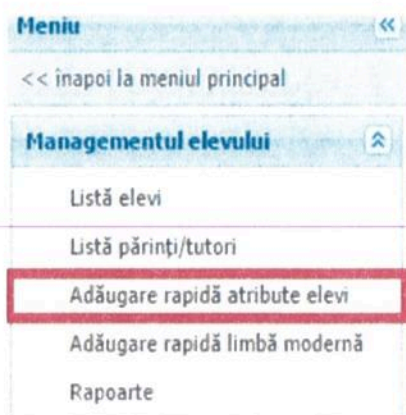 Meniu
<< înapoi la meniul principal
Managementul elevului
Listă elevi
Listă părinți/tutori
Adăugare rapidă atribute elevi
Adăugare rapidă limbă modernă
Rapoarte